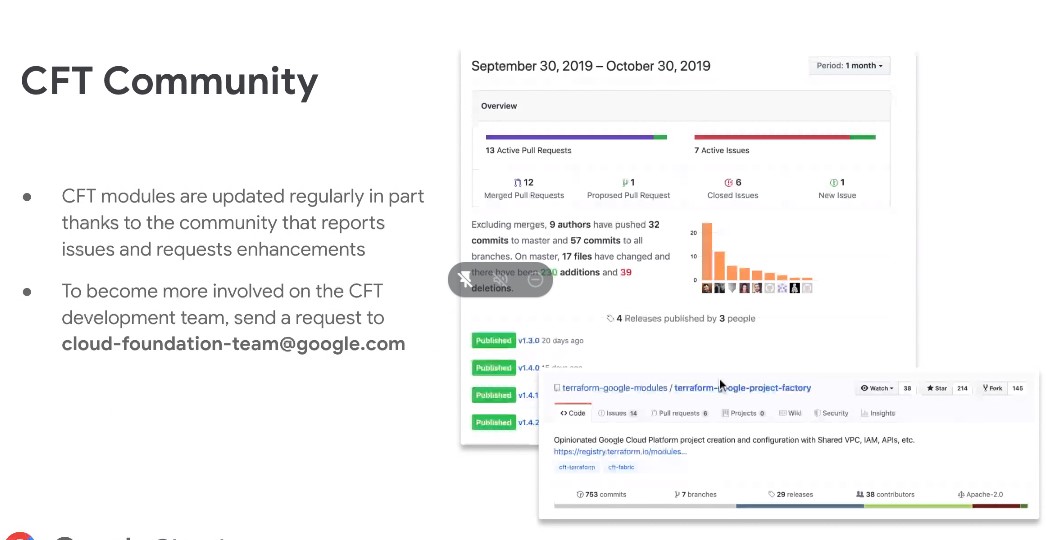 CFT Community
CFT modules are updated regularly in part
thanks to the community that reports
issues and requests enhancements
To become more involved on the CFT
development team, send a request to
cloud-foundation-team@google.com
September 30, 2019 – October 30, 2019
Period: 1 month
Overview
13 Active Pull Requests
7 Active Issues
12
Merged Pull Requests
1
Proposed Pull Request
6
Closed Issues
1
New Issue
Excluding merges, 9 authors have pushed 32
commits to master and 57 commits to all
branches. On master, 17 files have changed and
there have been additions and 39
deletions.
20
10
0
4 Releases published by 3 people
Published v1.3.0 20 days ago
Published v1.4.0 15 days ago
Published v1.4.1
Published v1.4.2
terraform-google-modules / terraform-google-project-factory
Watch 38 Star 214 Fork 145
Code Issues 14 Pull requests 6 Projects 0 Wiki Security Insights
Opinionated Google Cloud Platform project creation and configuration with Shared VPC, IAM, APIs, etc.
https://registry.terraform.io/modules...
cft-terraform cft-fabric
753 commits 7 branches 29 releases 38 contributors Apache-2.0